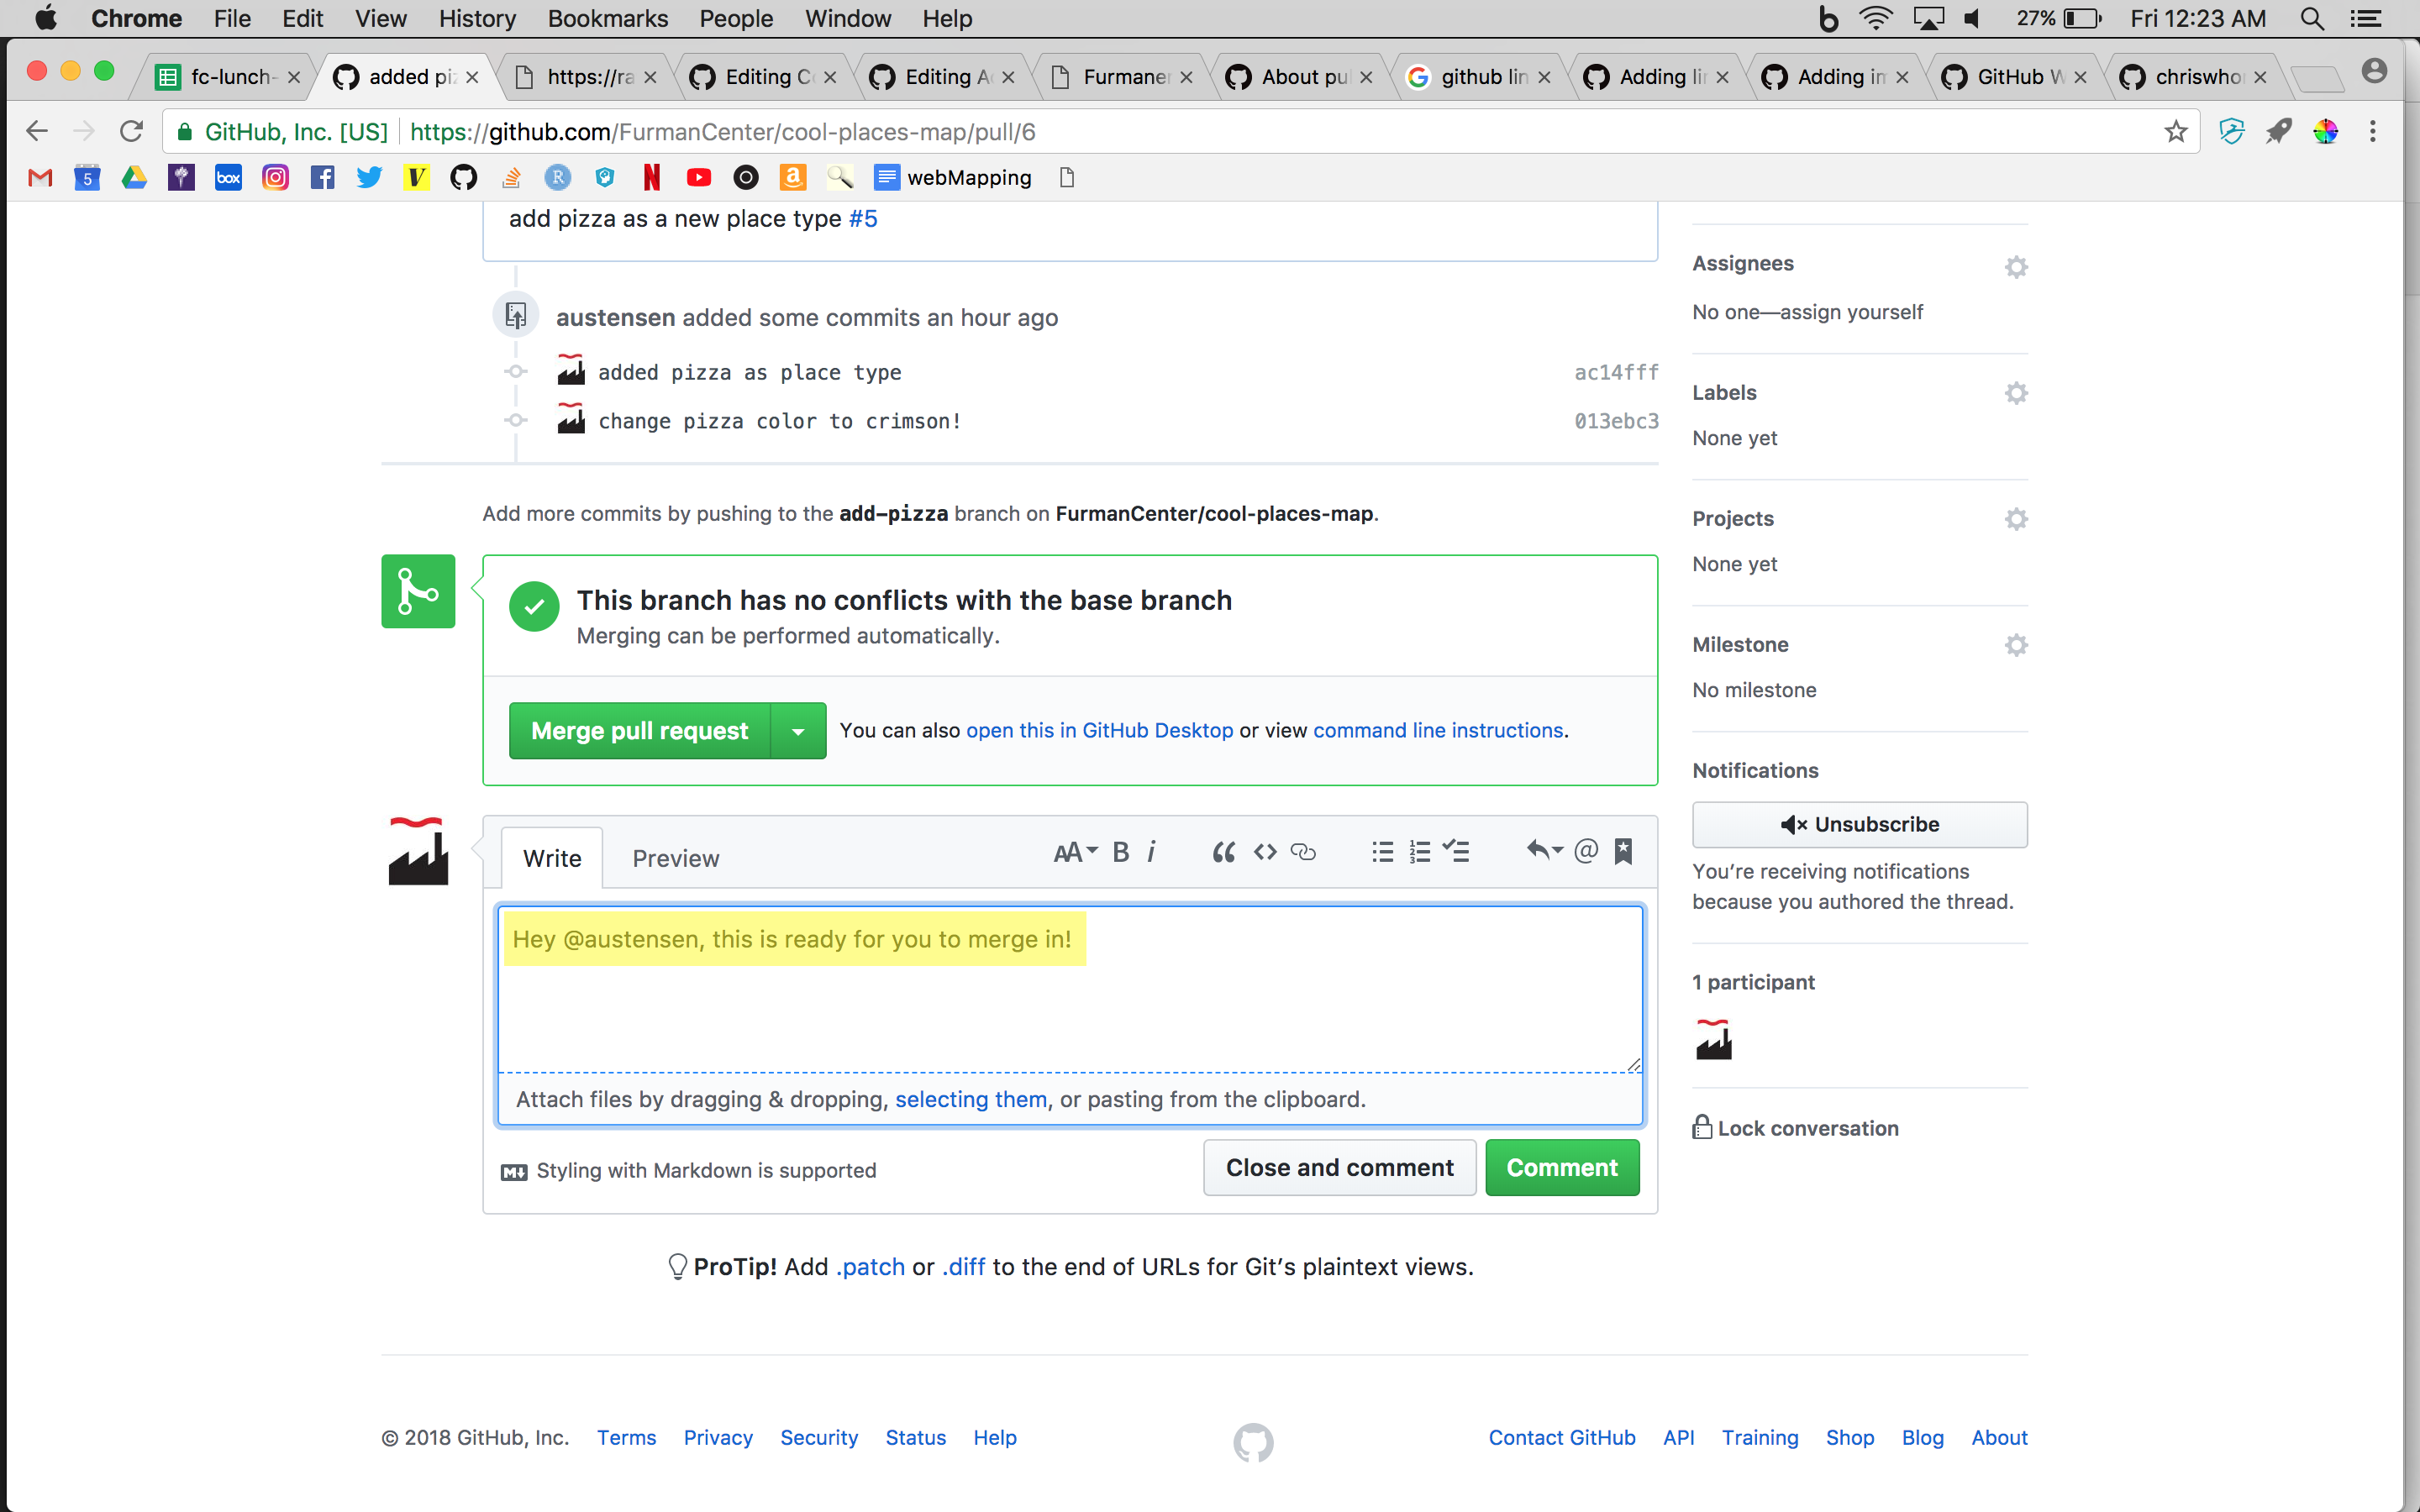 Chrome File Edit View History Bookmarks People Window Help 27% Fri 12:23 AM
fc-lunch- added piz https://ra Editing C Editing A Furmaner About pu github lin Adding lin Adding im GitHub W chriswho
GitHub, Inc. [US] https://github.com/FurmanCenter/cool-places-map/pull/6
5 box V R N a webMapping
add pizza as a new place type #5
austensen added some commits an hour ago
added pizza as place type ac14fff
change pizza color to crimson! 013ebc3
Add more commits by pushing to the add-pizza branch on FurmanCenter/cool-places-map.
This branch has no conflicts with the base branch
Merging can be performed automatically.
Merge pull request You can also open this in GitHub Desktop or view command line instructions.
Write Preview AA B i @
Hey @austensen, this is ready for you to merge in!
Attach files by dragging & dropping, selecting them, or pasting from the clipboard.
Styling with Markdown is supported
Close and comment Comment
ProTip! Add .patch or .diff to the end of URLs for Git's plaintext views.
Assignees
No one—assign yourself
Labels
None yet
Projects
None yet
Milestone
No milestone
Notifications
Unsubscribe
You're receiving notifications
because you authored the thread.
1 participant
Lock conversation
© 2018 GitHub, Inc. Terms Privacy Security Status Help Contact GitHub API Training Shop Blog About